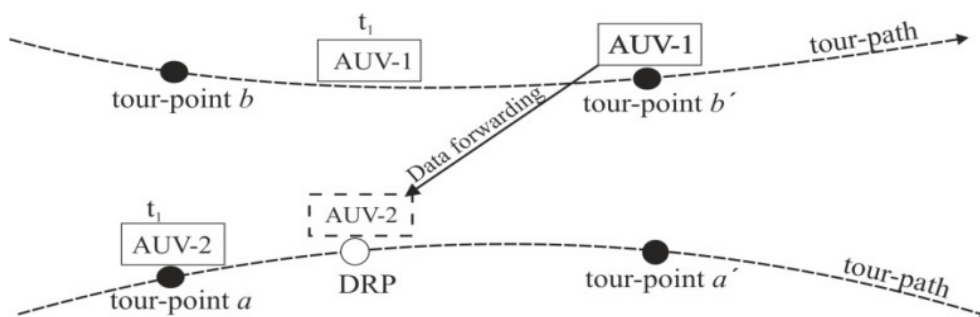 t₁
AUV-1
AUV-1
tour-path
tour-point b
tour-point b´
Data forwarding
AUV-2
t₁
AUV-2
DRP
tour-point a
tour-point a´
tour-path